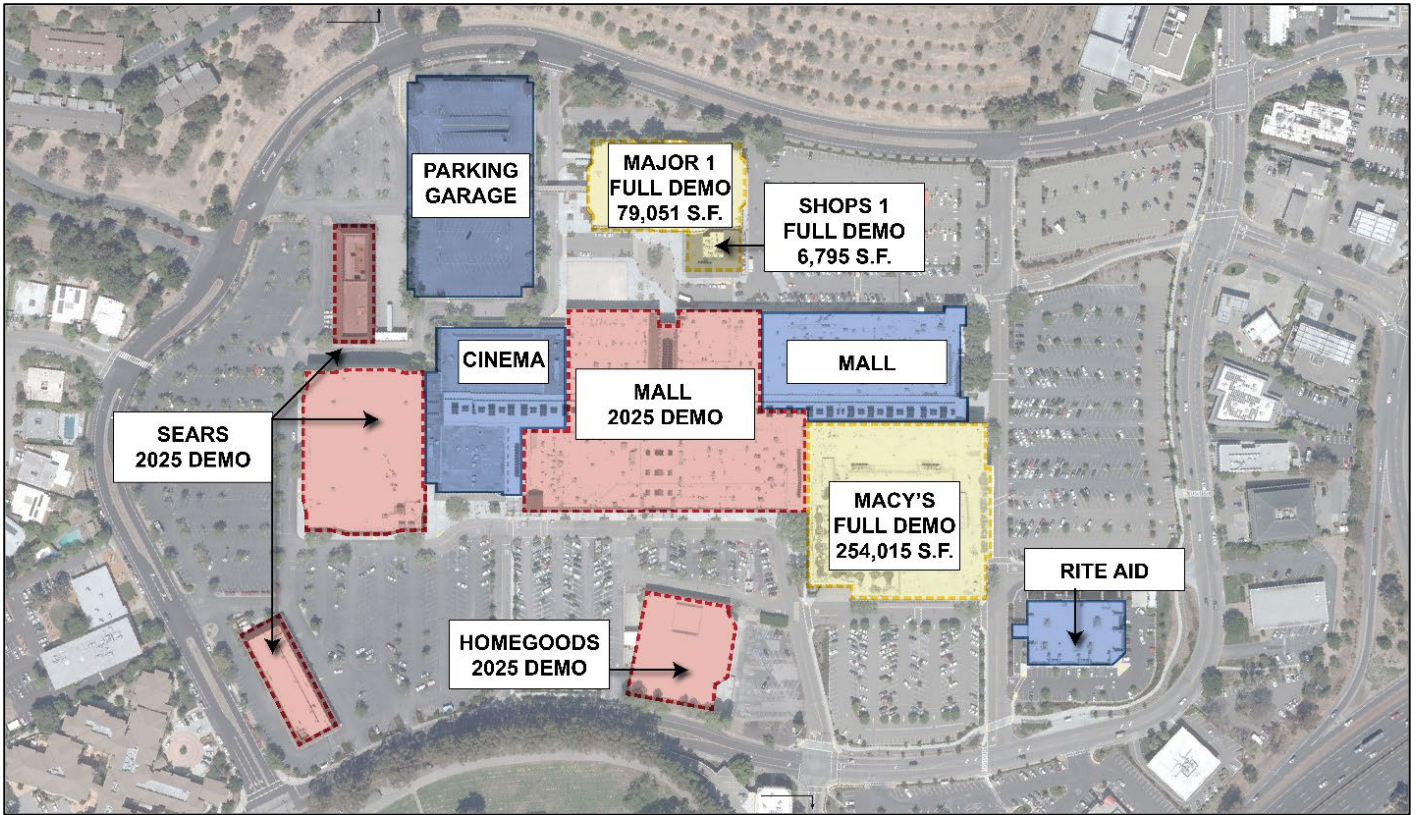 PARKING
GARAGE
MAJOR 1
FULL DEMO
79,051 S.F.
SHOPS 1
FULL DEMO
6,795 S.F.
CINEMA
MALL
2025 DEMO
MALL
SEARS
2025 DEMO
MACY'S
FULL DEMO
254,015 S.F.
RITE AID
HOMEGOODS
2025 DEMO